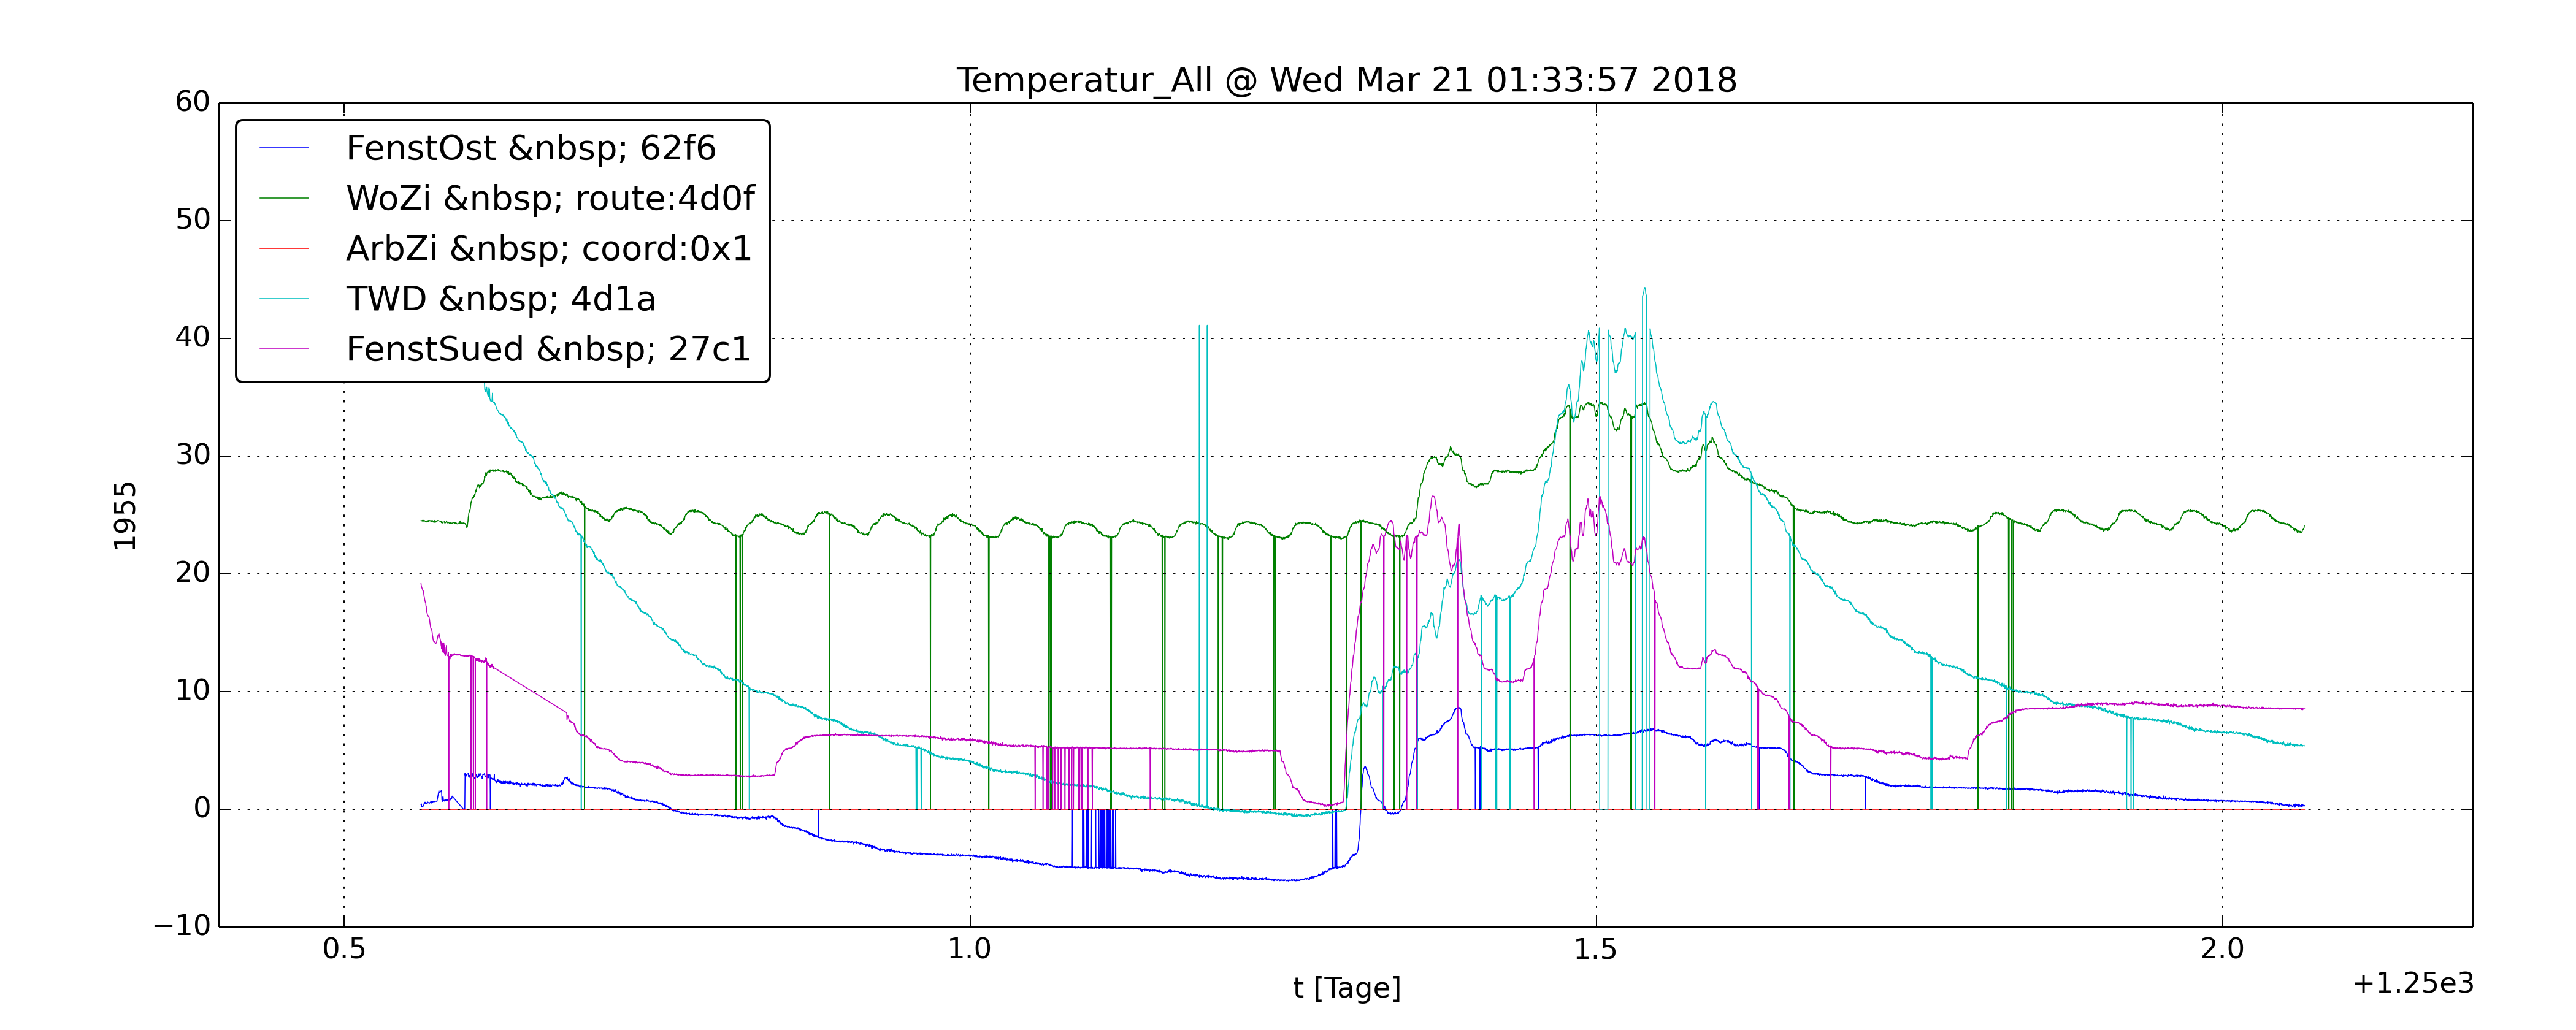 Temperatur_All @ Wed Mar 21 01:33:57 2018
60
50
40
30
20
10
0
−10
1955
FenstOst &nbsp; 62f6
WoZi &nbsp; route:4d0f
ArbZi &nbsp; coord:0x1
TWD &nbsp; 4d1a
FenstSued &nbsp; 27c1
0.5 1.0 1.5 2.0
+1.25e3
t [Tage]